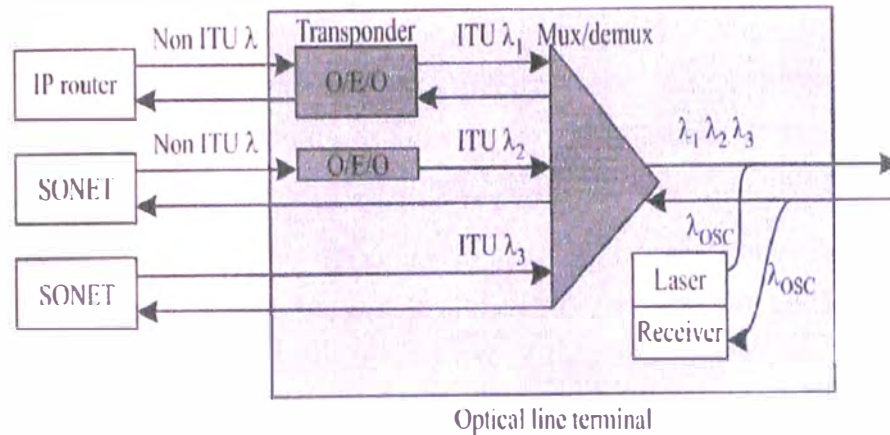 Non ITU λ
Transponder
ITU λ1
Mux/demux
IP router
O/E/O
Non ITU λ
ITU λ2
λ1 λ2 λ3
O/E/O
SONET
ITU λ3
λOSC
λOSC
SONET
Laser
Receiver
Optical line terminal